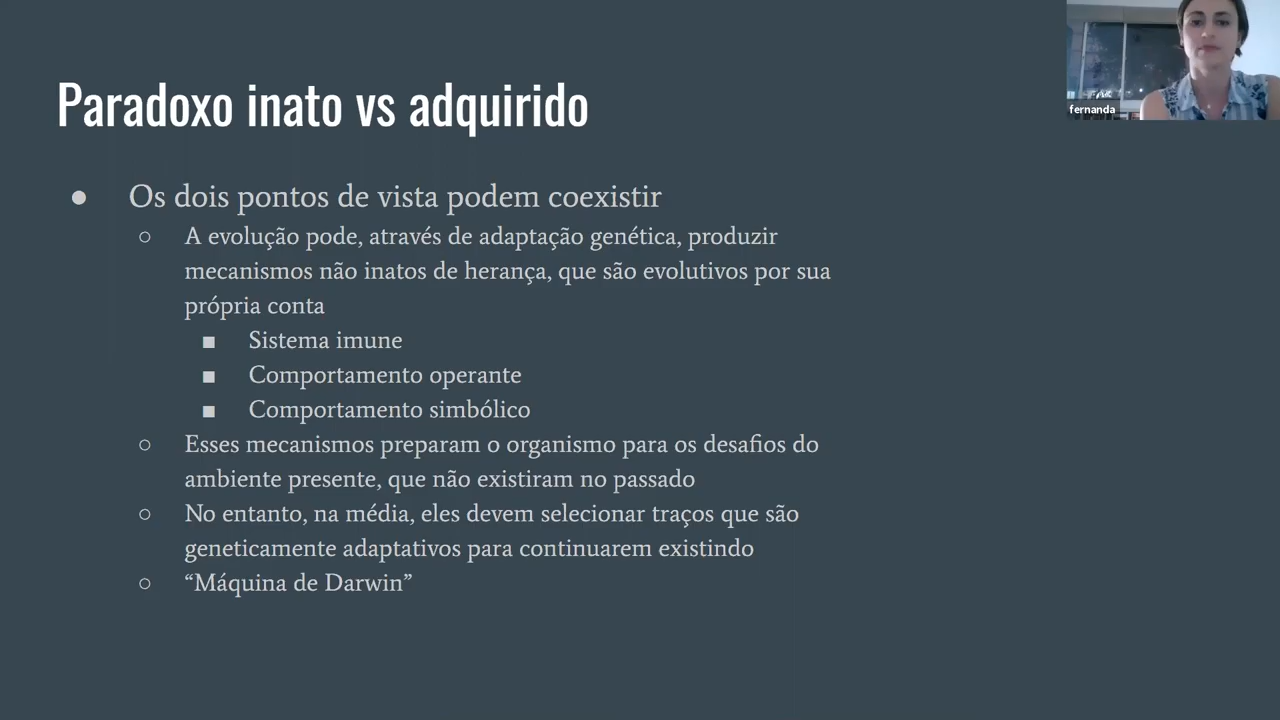 Paradoxo inato vs adquirido
fernanda
● Os dois pontos de vista podem coexistir
○ A evolução pode, através de adaptação genética, produzir
mecanismos não inatos de herança, que são evolutivos por sua
própria conta
■ Sistema imune
■ Comportamento operante
■ Comportamento simbólico
○ Esses mecanismos preparam o organismo para os desafios do
ambiente presente, que não existiram no passado
○ No entanto, na média, eles devem selecionar traços que são
geneticamente adaptativos para continuarem existindo
○ “Máquina de Darwin”